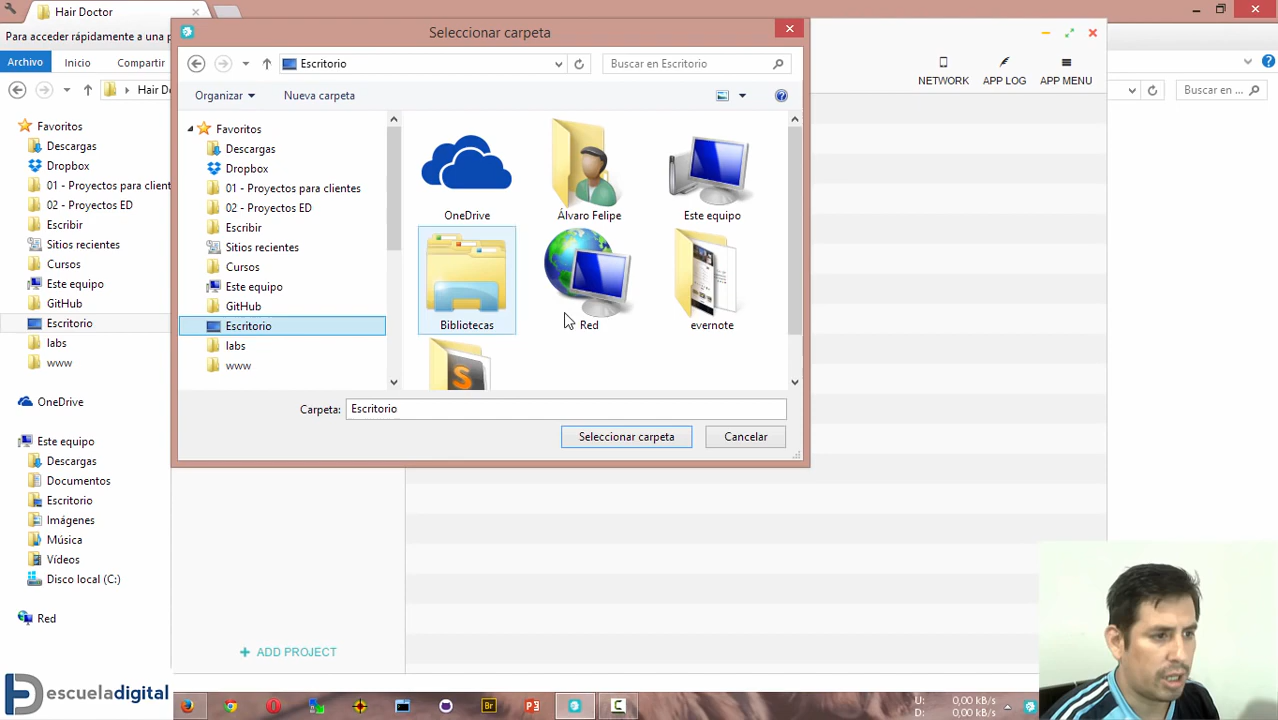 Hair Doctor
Para acceder rápidamente a una p
Archivo
Inicio
Compartir
Hair Do
Favoritos
Descargas
Dropbox
01 - Proyectos para client
02 - Proyectos ED
Escribir
Sitios recientes
Cursos
Este equipo
GitHub
Escritorio
labs
www
OneDrive
Este equipo
Descargas
Documentos
Escritorio
Imágenes
Música
Vídeos
Disco local (C:)
Red
Seleccionar carpeta
Escritorio
Buscar en Escritorio
Organizar
Nueva carpeta
Favoritos
Descargas
Dropbox
01 - Proyectos para clientes
02 - Proyectos ED
Escribir
Sitios recientes
Cursos
Este equipo
GitHub
Escritorio
labs
www
OneDrive
Álvaro Felipe
Este equipo
Bibliotecas
Red
evernote
Carpeta:
Escritorio
Seleccionar carpeta
Cancelar
NETWORK
APP LOG
APP MENU
Buscar en ...
+ ADD PROJECT
escueladigital
Br
U: 0,00 kB/s
D: 0,00 kB/s